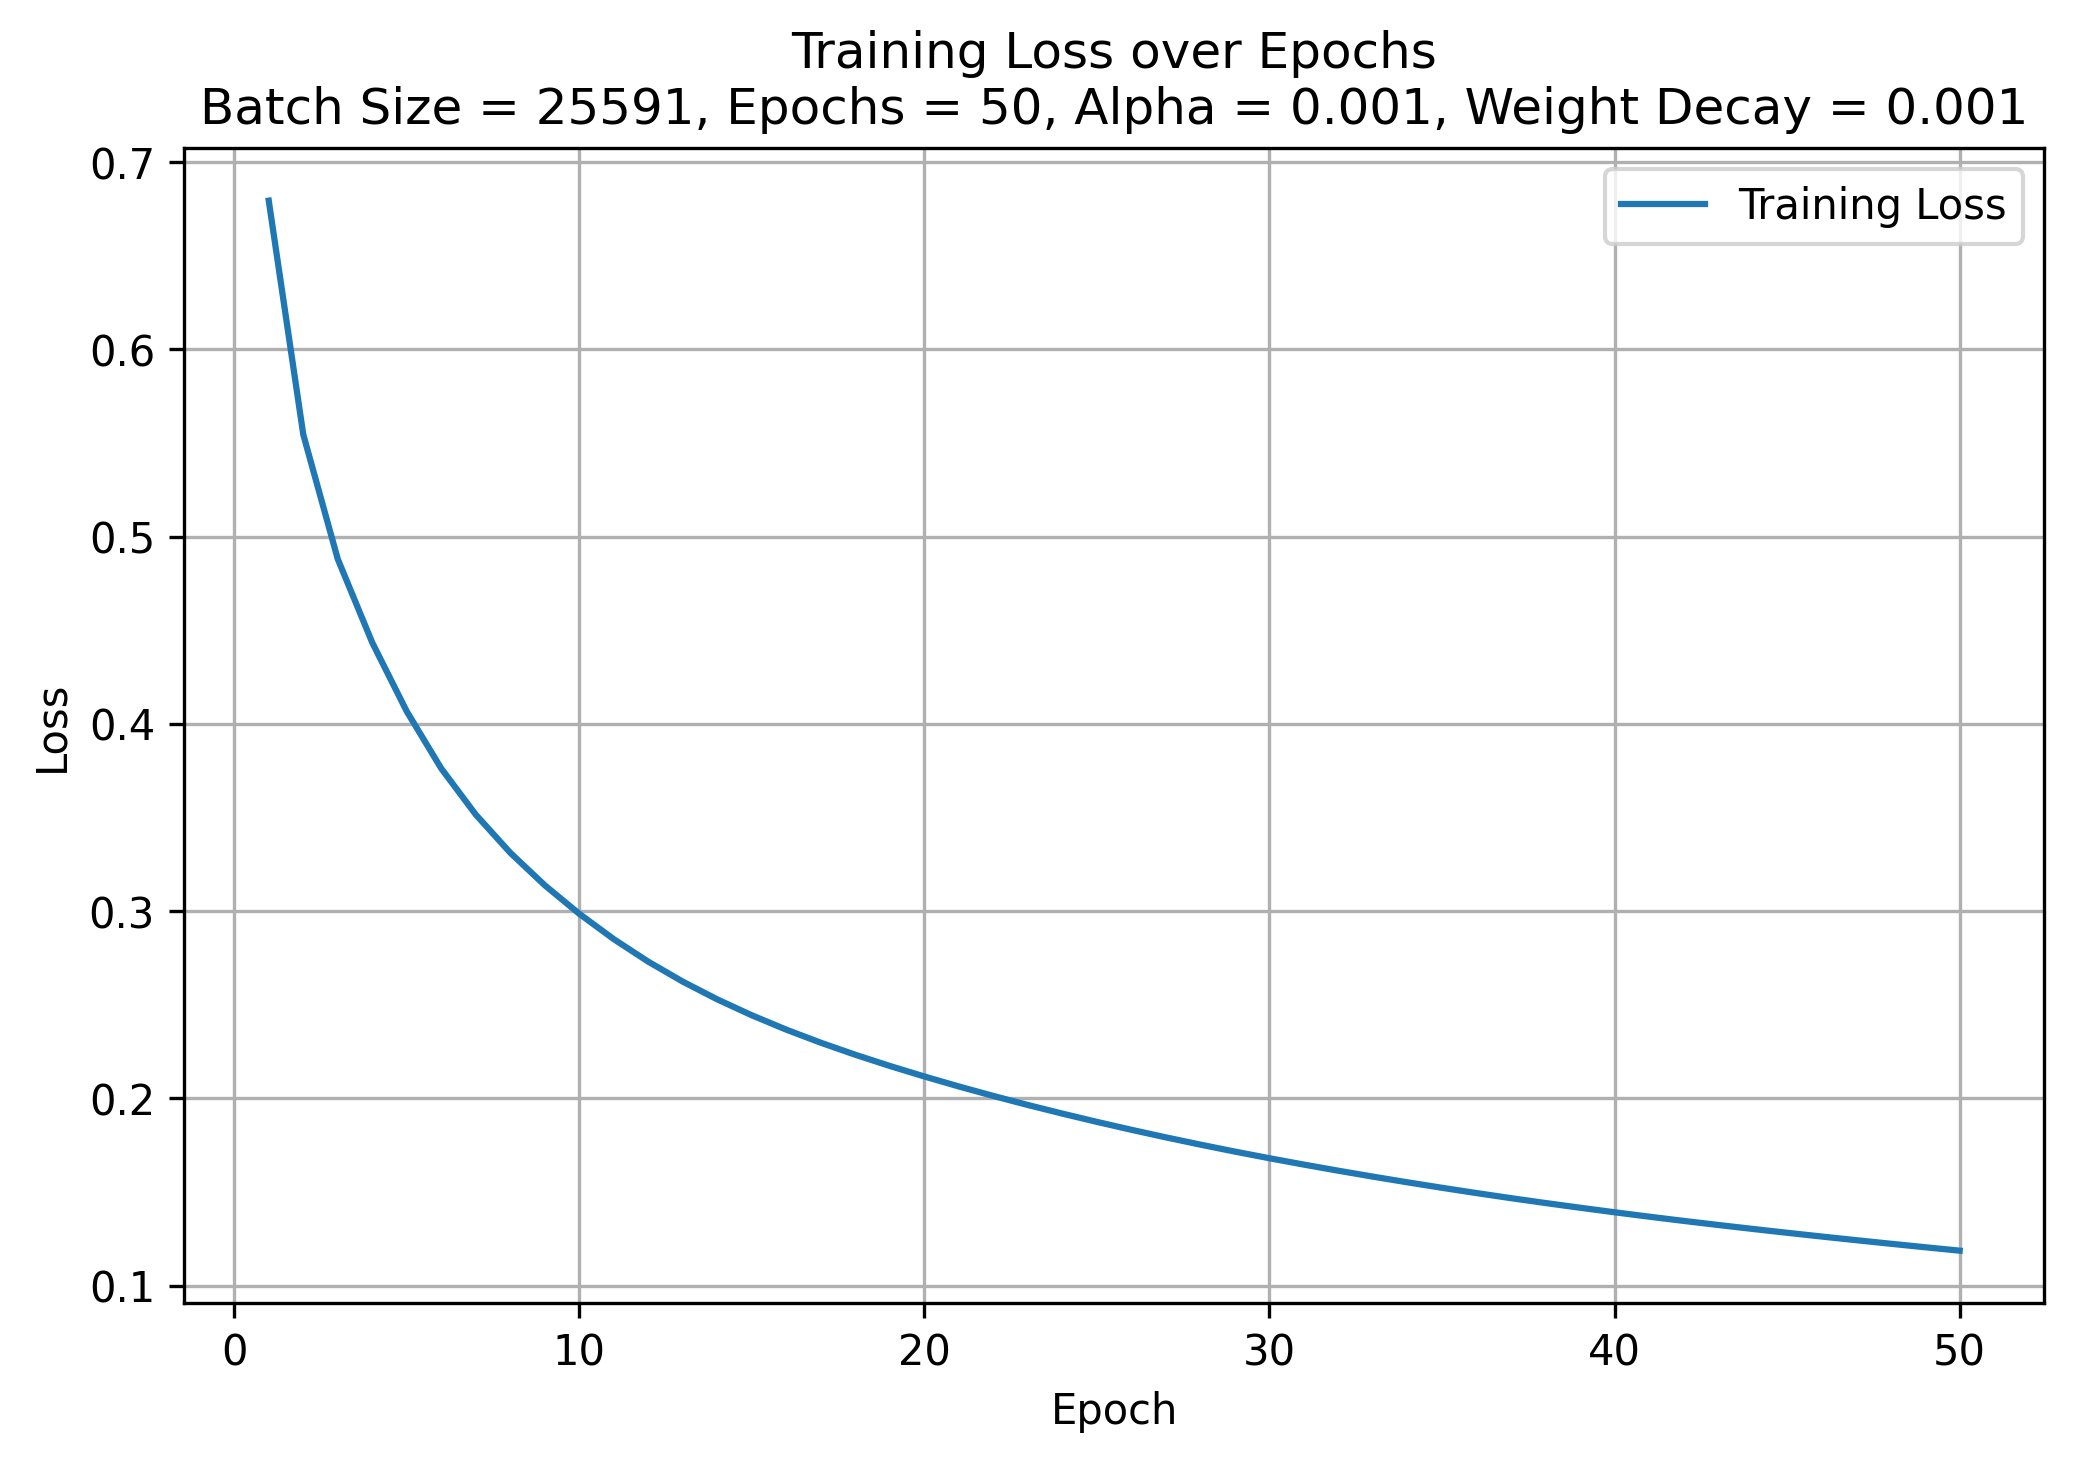 Training Loss over Epochs
Batch Size = 25591, Epochs = 50, Alpha = 0.001, Weight Decay = 0.001
Training Loss
0.7
0.6
0.5
0.4
0.3
0.2
0.1
Loss
0 10 20 30 40 50
Epoch